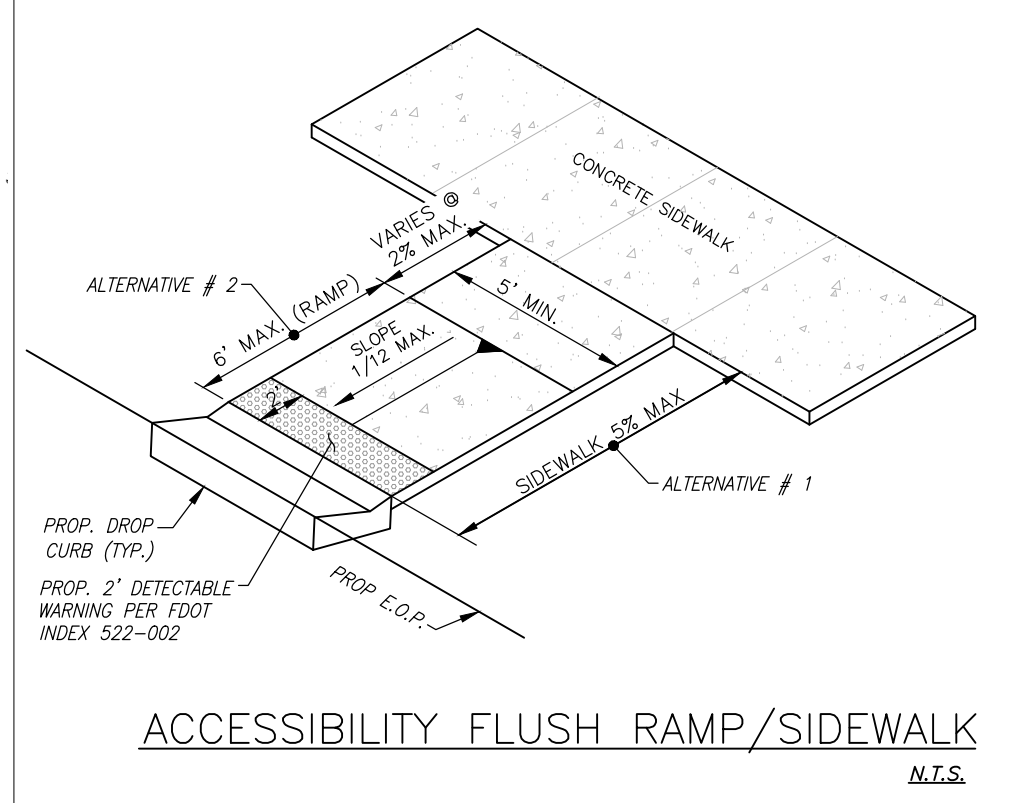 CONCRETE SIDEWALK
VARIES @
2% MAX.
ALTERNATIVE # 2
6' MAX. (RAMP)
5' MIN.
SLOPE
1/12 MAX.
2'
SIDEWALK 5% MAX
ALTERNATIVE # 1
PROP. DROP
CURB (TYP.)
PROP. 2' DETECTABLE
WARNING PER FDOT
INDEX 522-002
PROP E.O.P.
ACCESSIBILITY FLUSH RAMP/SIDEWALK
N.T.S.